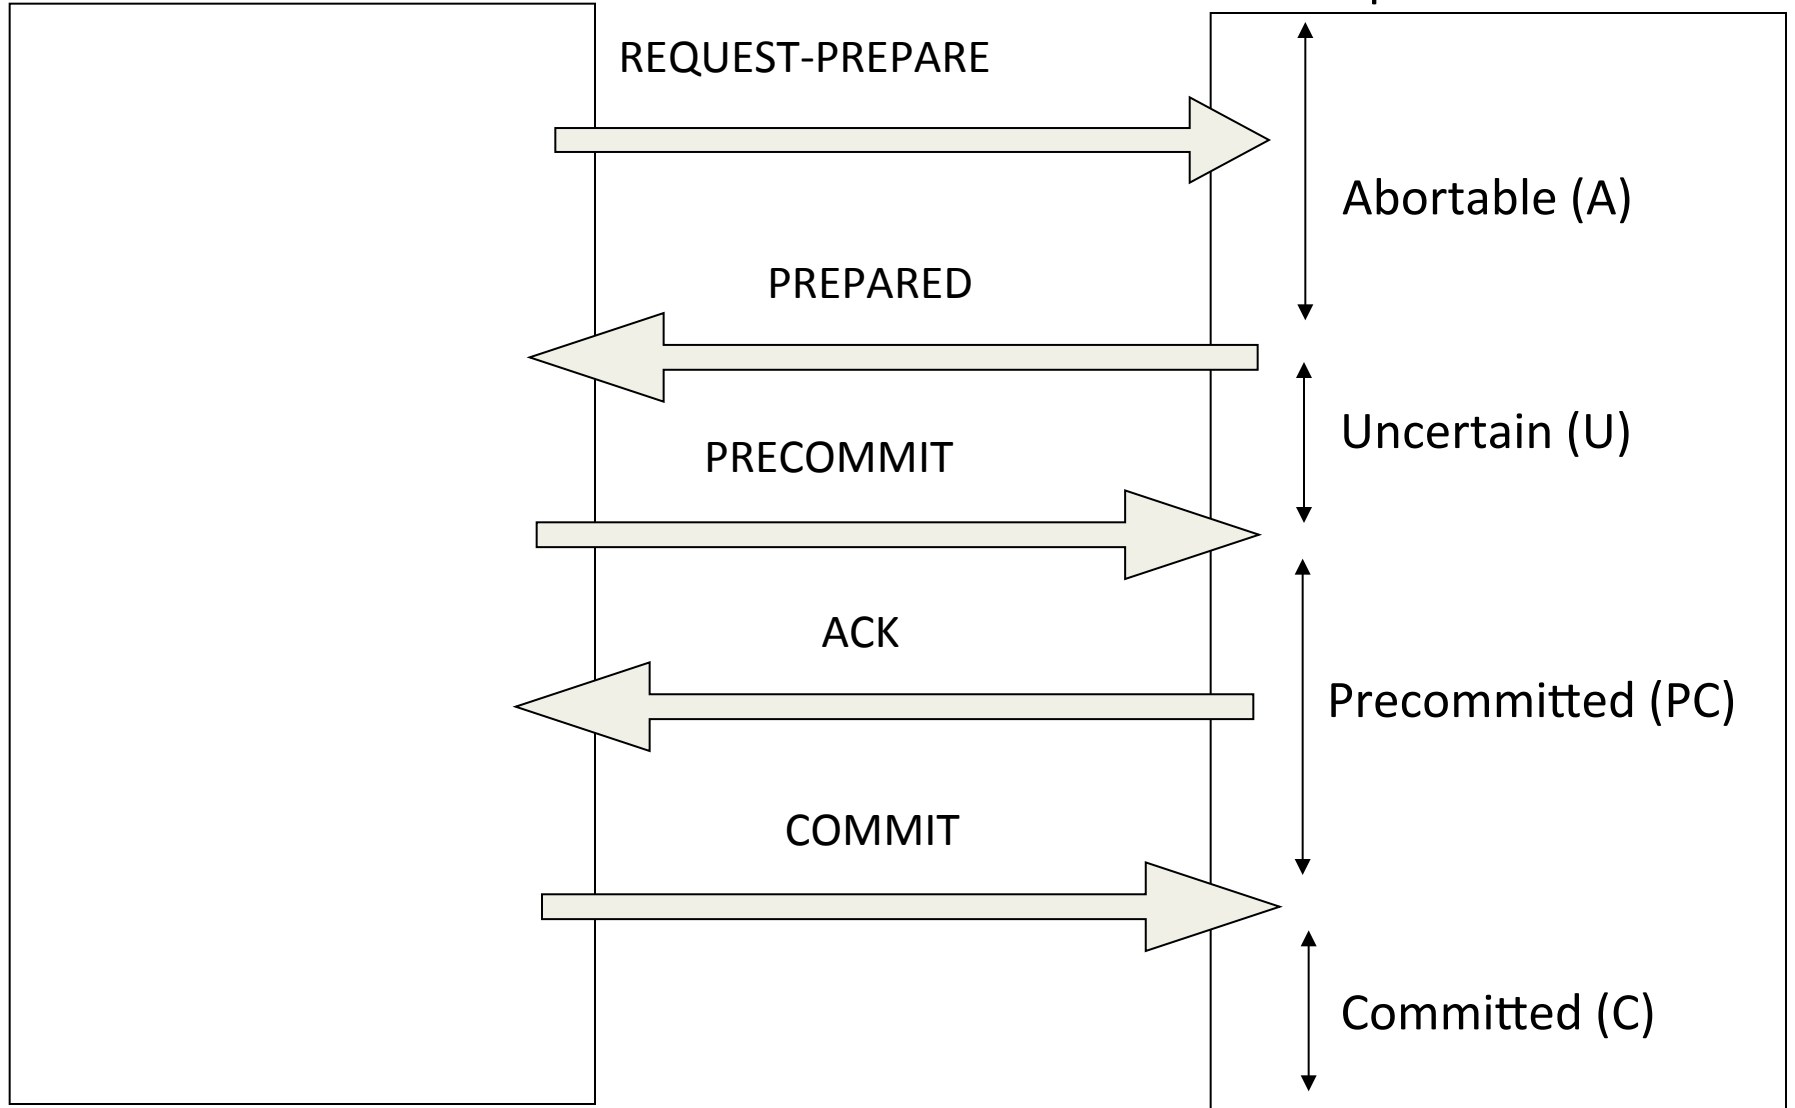 REQUEST-PREPARE
Abortable (A)
PREPARED
Uncertain (U)
PRECOMMIT
ACK
Precommitted (PC)
COMMIT
Committed (C)